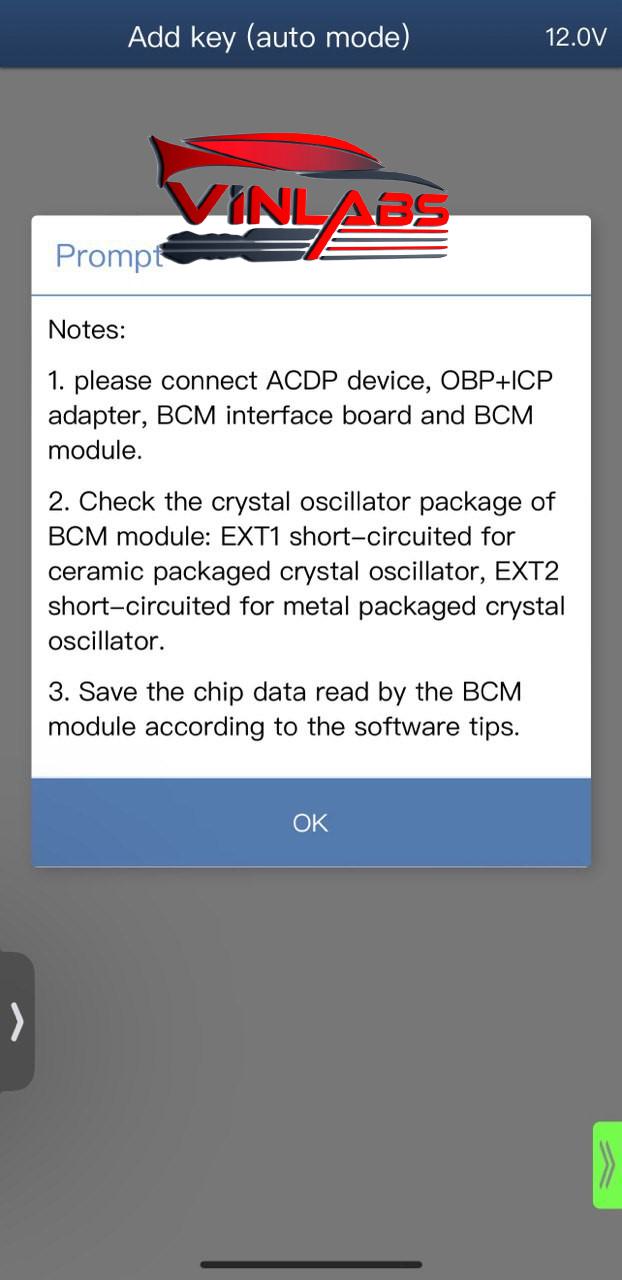 Add key (auto mode)
12.0V
VINLABS
Prompt
Notes:
1. please connect ACDP device, OBP+ICP
adapter, BCM interface board and BCM
module.
2. Check the crystal oscillator package of
BCM module: EXT1 short-circuited for
ceramic packaged crystal oscillator, EXT2
short-circuited for metal packaged crystal
oscillator.
3. Save the chip data read by the BCM
module according to the software tips.
OK